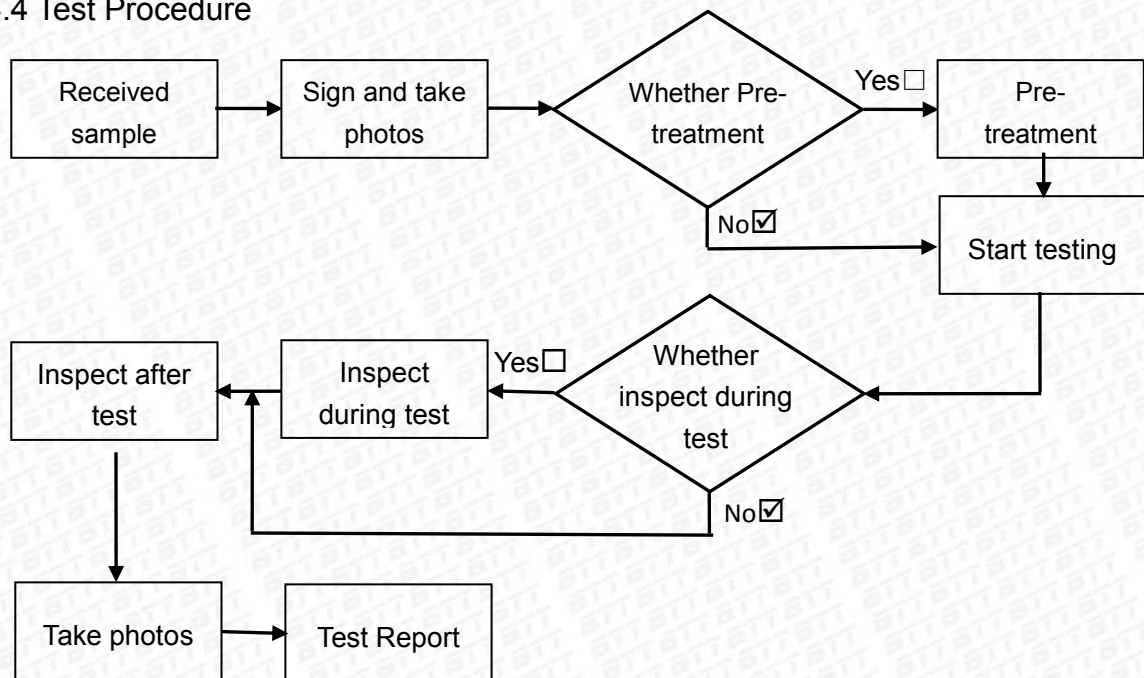 .4 Test Procedure
Received
sample
Sign and take
photos
Whether Pre-
treatment
Yes☐
Pre-
treatment
No☑
Start testing
Whether
inspect during
test
Yes☐
Inspect
during test
Inspect after
test
No☑
Take photos
Test Report